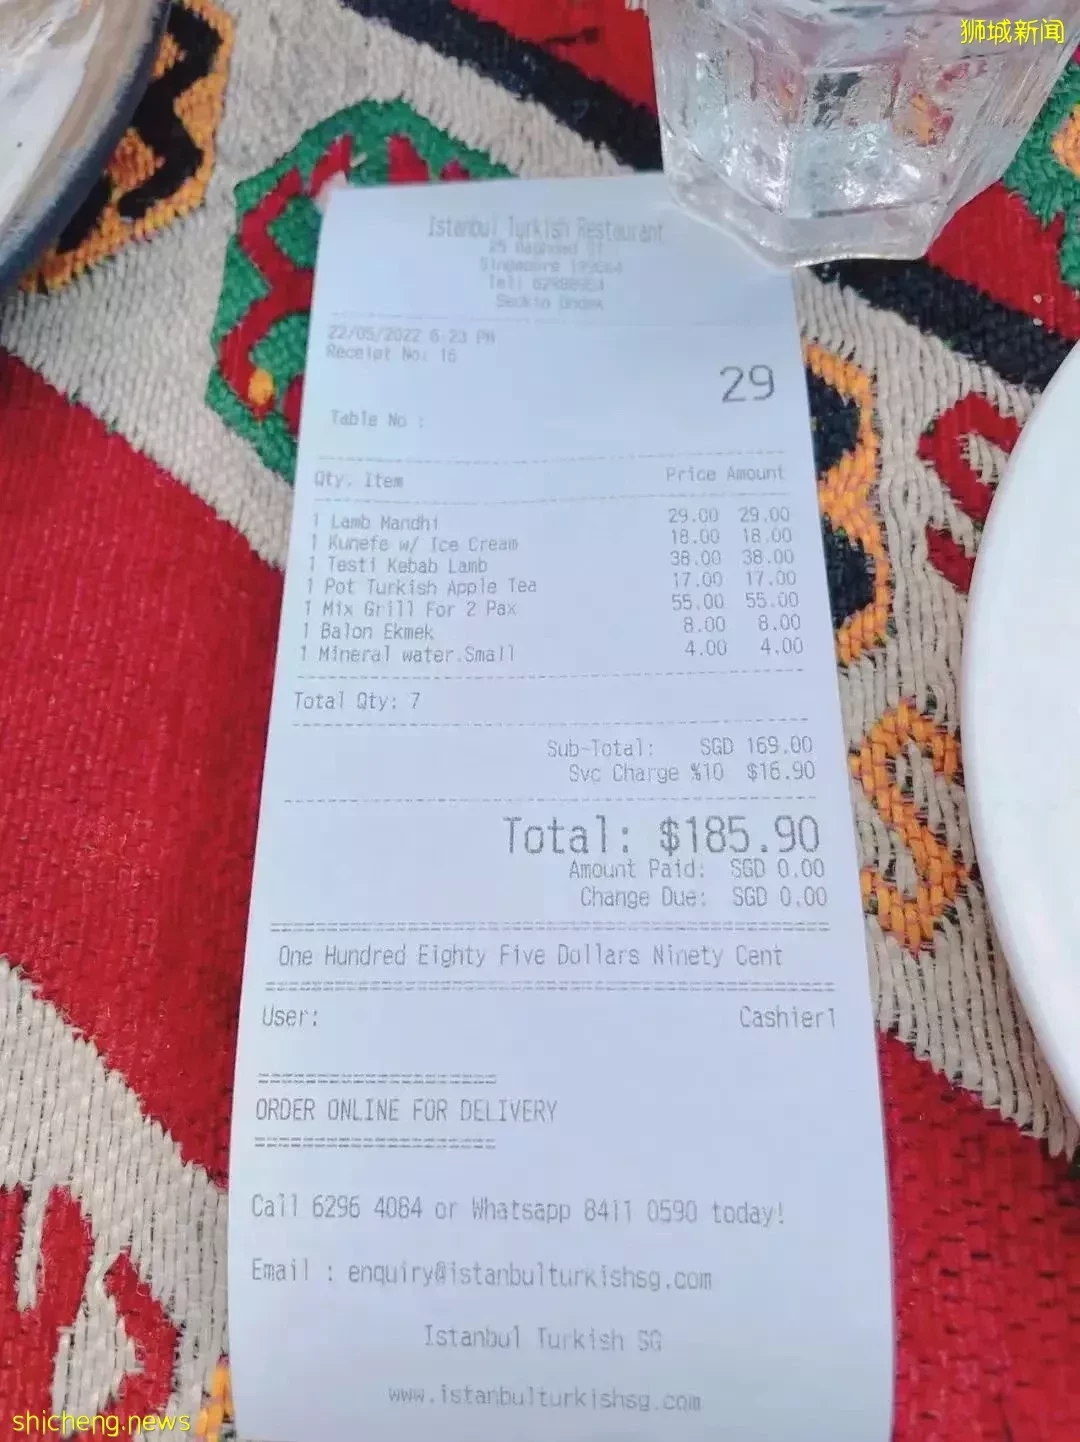 狮城新闻
Istanbul Turkish Restaurant
Singapore
Tel:
22/05/2022 6:23 PM
Receipt No: 16
29
Table No :
Qty. Item Price Amount
1 Lamb Mandhi 29.00 29.00
1 Kunefe w/ Ice Cream 18.00 18.00
1 Testi Kebab Lamb 38.00 38.00
1 Pot Turkish Apple Tea 17.00 17.00
1 Mix Grill For 2 Pax 55.00 55.00
1 Balon Ekmek 8.00 8.00
1 Mineral water.Small 4.00 4.00
Total Qty: 7
Sub-Total: SGD 169.00
Svc Charge %10 $16.90
Total: $185.90
Amount Paid: SGD 0.00
Change Due: SGD 0.00
One Hundred Eighty Five Dollars Ninety Cent
User: Cashier1
ORDER ONLINE FOR DELIVERY
Call 6296 4084 or Whatsapp 8411 0590 today!
Email : enquiry@istanbulturkishsg.com
Istanbul Turkish SG
www.istanbulturkishsg.com
shicheng.news